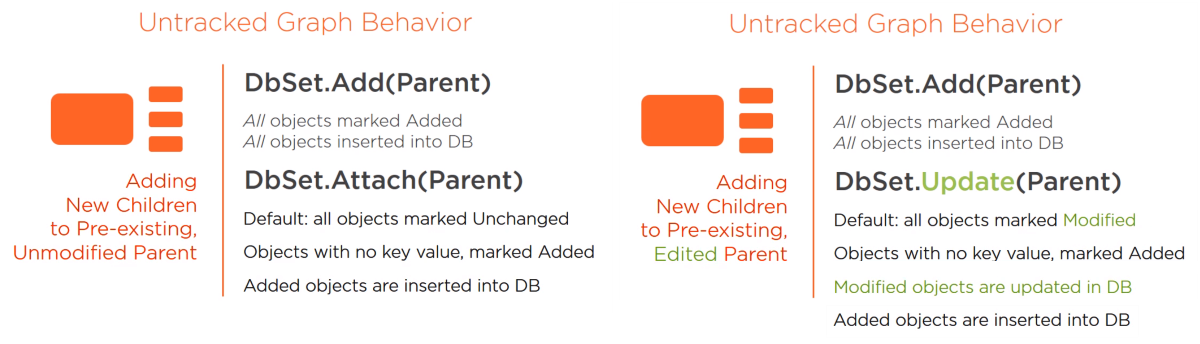 Untracked Graph Behavior
DbSet.Add(Parent)
All objects marked Added
All objects inserted into DB
Adding
New Children
to Pre-existing,
Unmodified Parent
DbSet.Attach(Parent)
Default: all objects marked Unchanged
Objects with no key value, marked Added
Added objects are inserted into DB
Untracked Graph Behavior
DbSet.Add(Parent)
All objects marked Added
All objects inserted into DB
Adding
New Children
to Pre-existing,
Edited Parent
DbSet.Update(Parent)
Default: all objects marked Modified
Objects with no key value, marked Added
Modified objects are updated in DB
Added objects are inserted into DB